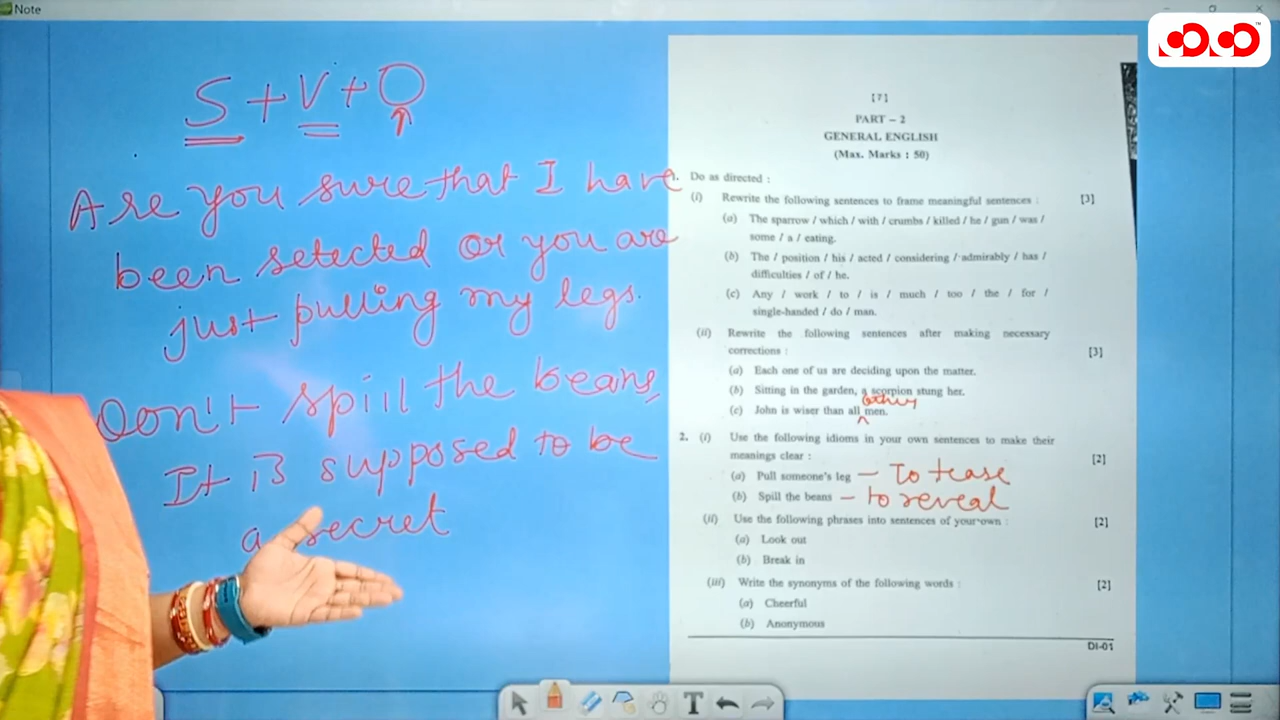 Note
S + V + O
Are you sure that I have
been selected or you are
just pulling my legs.
Don't spill the beans,
It is supposed to be
a secret
[7]
PART – 2
GENERAL ENGLISH
(Max. Marks : 50)
1. Do as directed :
(i) Rewrite the following sentences to frame meaningful sentences : [3]
(a) The sparrow / which / with / crumbs / killed / he / gun / was /
some / a / eating.
(b) The / position / his / acted / considering / admirably / has /
difficulties / of / he.
(c) Any / work / to / is / much / too / the / for /
single-handed / do / man.
(ii) Rewrite the following sentences after making necessary
corrections : [3]
(a) Each one of us are deciding upon the matter.
(b) Sitting in the garden, a scorpion stung her.
(c) John is wiser than all men.
2. (i) Use the following idioms in your own sentences to make their
meanings clear : [2]
(a) Pull someone's leg – To tease
(b) Spill the beans – to reveal
(ii) Use the following phrases into sentences of your own : [2]
(a) Look out
(b) Break in
(iii) Write the synonyms of the following words : [2]
(a) Cheerful
(b) Anonymous
DI-01
T